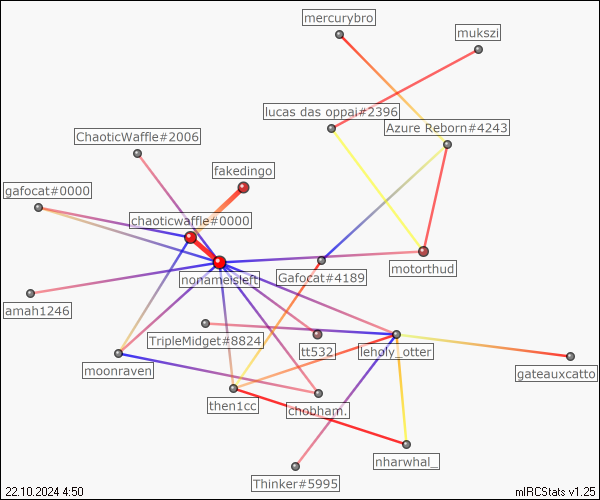 mercurybro
mukszi
lucas das oppai#2396
Azure Reborn#4243
ChaoticWaffle#2006
fakedingo
gafocat#0000
chaoticwaffle#0000
motorthud
nonameisleft
Gafocat#4189
amah1246
TripleMidget#8824
tt532
leholy_otter
moonraven
gateauxcatto
then1cc
chobham.
nharwhal_
Thinker#5995
22.10.2024 4:50
mIRCStats v1.25